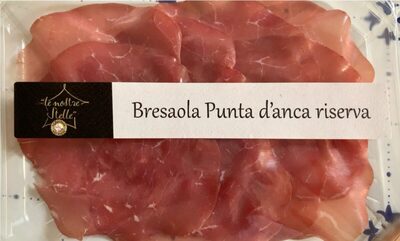 le nostre
Stelle
Bresaola Punta d'anca riserva